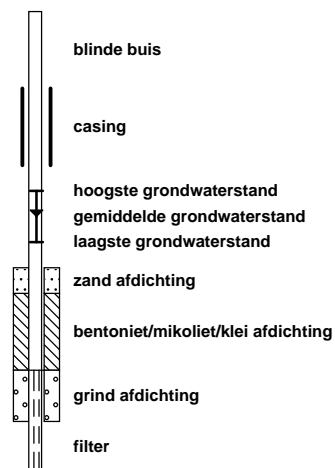 blinde buis
casing
hoogste grondwaterstand
gemiddelde grondwaterstand
laagste grondwaterstand
zand afdichting
bentoniet/mikoliet/klei afdichting
grind afdichting
filter